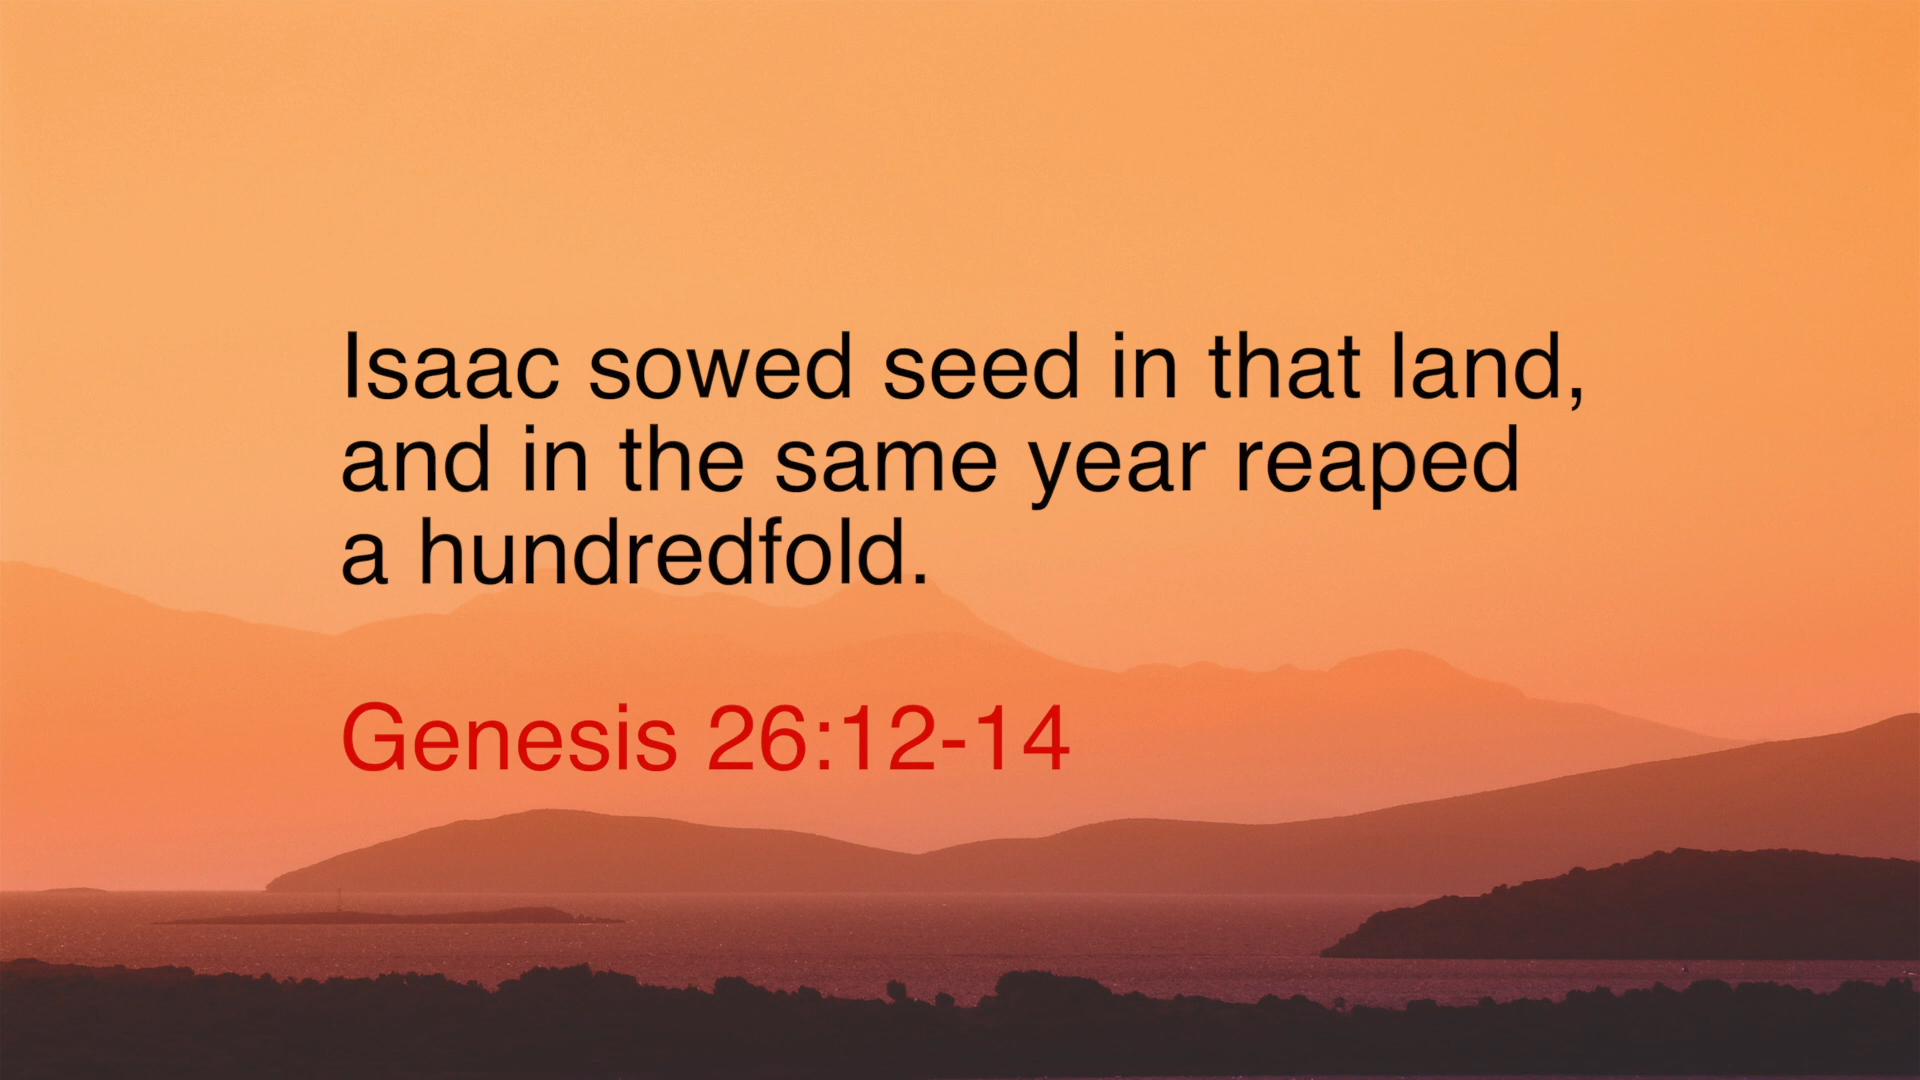 Isaac sowed seed in that land,
and in the same year reaped
a hundredfold.
Genesis 26:12-14